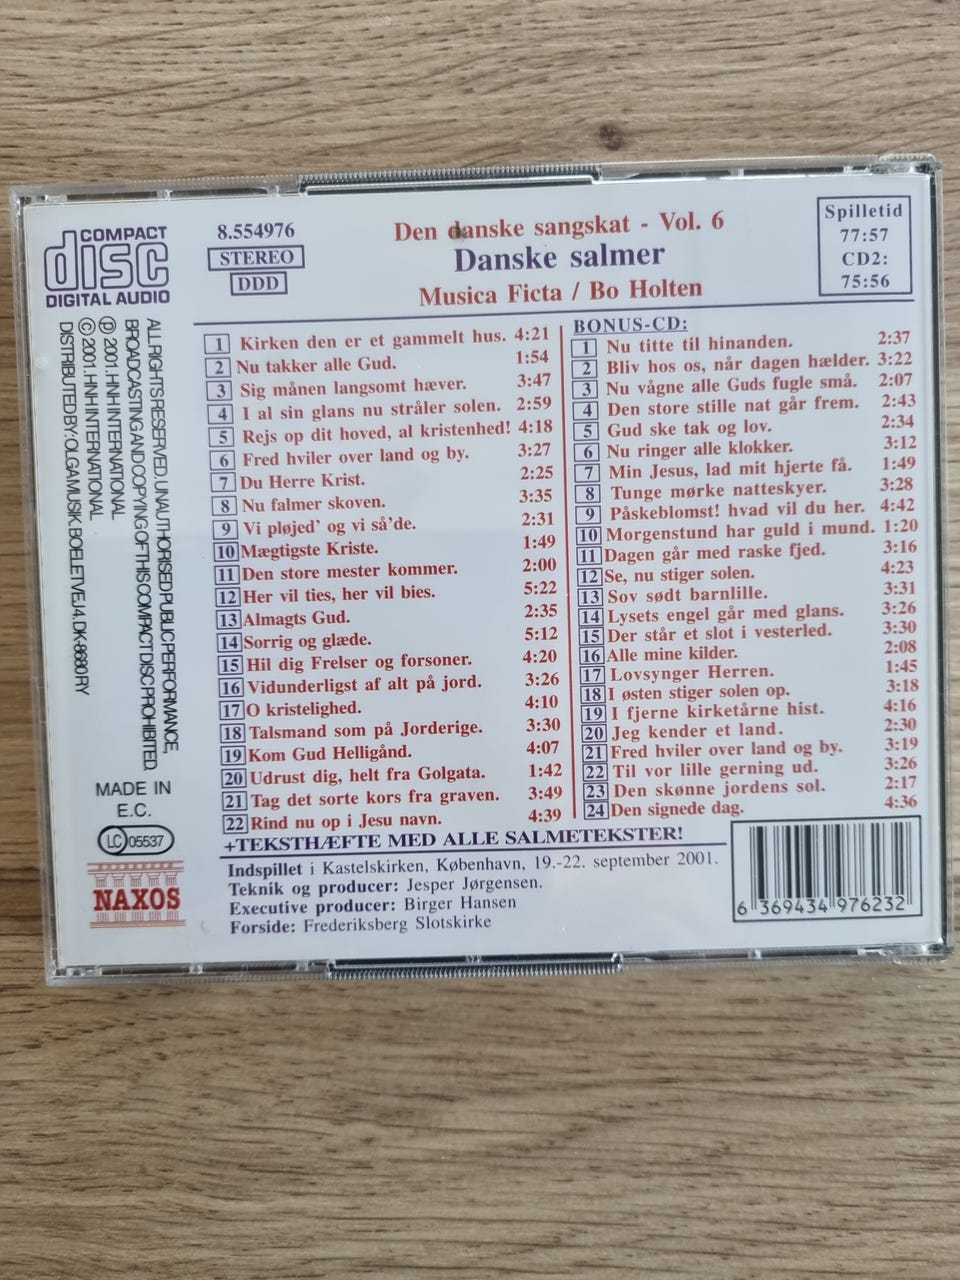 COMPACT
disc
DIGITAL AUDIO
8.554976
STEREO
DDD
Den danske sangskat - Vol. 6
Danske salmer
Musica Ficta / Bo Holten
Spilletid
77:57
CD2:
75:56
ALL RIGHTS RESERVED. UNAUTHORISED PUBLIC PERFORMANCE,
BROADCASTING AND COPYING OF THIS COMPACT DISC PROHIBITED.
℗ 2001. HNH INTERNATIONAL
© 2001. HNH INTERNATIONAL
DISTRIBUTED BY: OLGA MUSIK. BOELETVEJ 4. DK-8680 RY
MADE IN
E.C.
LC 05537
NAXOS
1 Kirken den er et gammelt hus. 4:21
2 Nu takker alle Gud. 1:54
3 Sig månen langsomt hæver. 3:47
4 I al sin glans nu stråler solen. 2:59
5 Rejs op dit hoved, al kristenhed! 4:18
6 Fred hviler over land og by. 3:27
7 Du Herre Krist. 2:25
8 Nu falmer skoven. 3:35
9 Vi pløjed' og vi så'de. 2:31
10 Mægtigste Kriste. 1:49
11 Den store mester kommer. 2:00
12 Her vil ties, her vil bies. 5:22
13 Almagts Gud. 2:35
14 Sorrig og glæde. 5:12
15 Hil dig Frelser og forsoner. 4:20
16 Vidunderligst af alt på jord. 3:26
17 O kristelighed. 4:10
18 Talsmand som på Jorderige. 3:30
19 Kom Gud Helligånd. 4:07
20 Udrust dig, helt fra Golgata. 1:42
21 Tag det sorte kors fra graven. 3:49
22 Rind nu op i Jesu navn. 4:39
BONUS-CD:
1 Nu titte til hinanden. 2:37
2 Bliv hos os, når dagen hælder. 3:22
3 Nu vågne alle Guds fugle små. 2:07
4 Den store stille nat går frem. 2:43
5 Gud ske tak og lov. 2:34
6 Nu ringer alle klokker. 3:12
7 Min Jesus, lad mit hjerte få. 1:49
8 Tunge mørke natteskyer. 3:28
9 Påskeblomst! hvad vil du her. 4:42
10 Morgenstund har guld i mund. 1:20
11 Dagen går med raske fjed. 3:16
12 Se, nu stiger solen. 4:23
13 Sov sødt barnlille. 3:31
14 Lysets engel går med glans. 3:26
15 Der står et slot i vesterled. 3:30
16 Alle mine kilder. 2:08
17 Lovsynger Herren. 1:45
18 I østen stiger solen op. 3:18
19 I fjerne kirketårne hist. 4:16
20 Jeg kender et land. 2:30
21 Fred hviler over land og by. 3:19
22 Til vor lille gerning ud. 3:26
23 Den skønne jordens sol. 2:17
24 Den signede dag. 4:36
+TEKSTHÆFTE MED ALLE SALMETEKSTER!
Indspillet i Kastelskirken, København, 19.-22. september 2001.
Teknik og producer: Jesper Jørgensen.
Executive producer: Birger Hansen
Forside: Frederiksberg Slotskirke
6 369434 976232